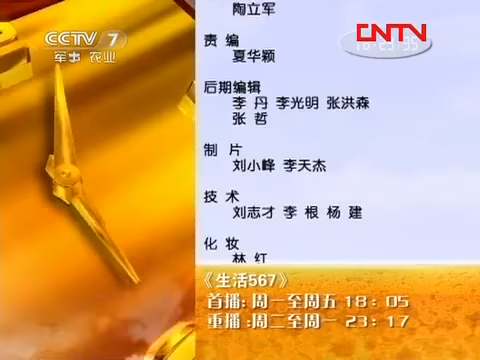 CCTV 7
军事 农业
CNTN
陶立军
责 编
夏华颖
后期编辑
李 丹 李光明 张洪森
张 哲
制 片
刘小峰 李天杰
技 术
刘志才 李 根 杨 建
化 妆
林 红
《生活567》
首播: 周一至周五 18:05
重播:周二至周一 23:17